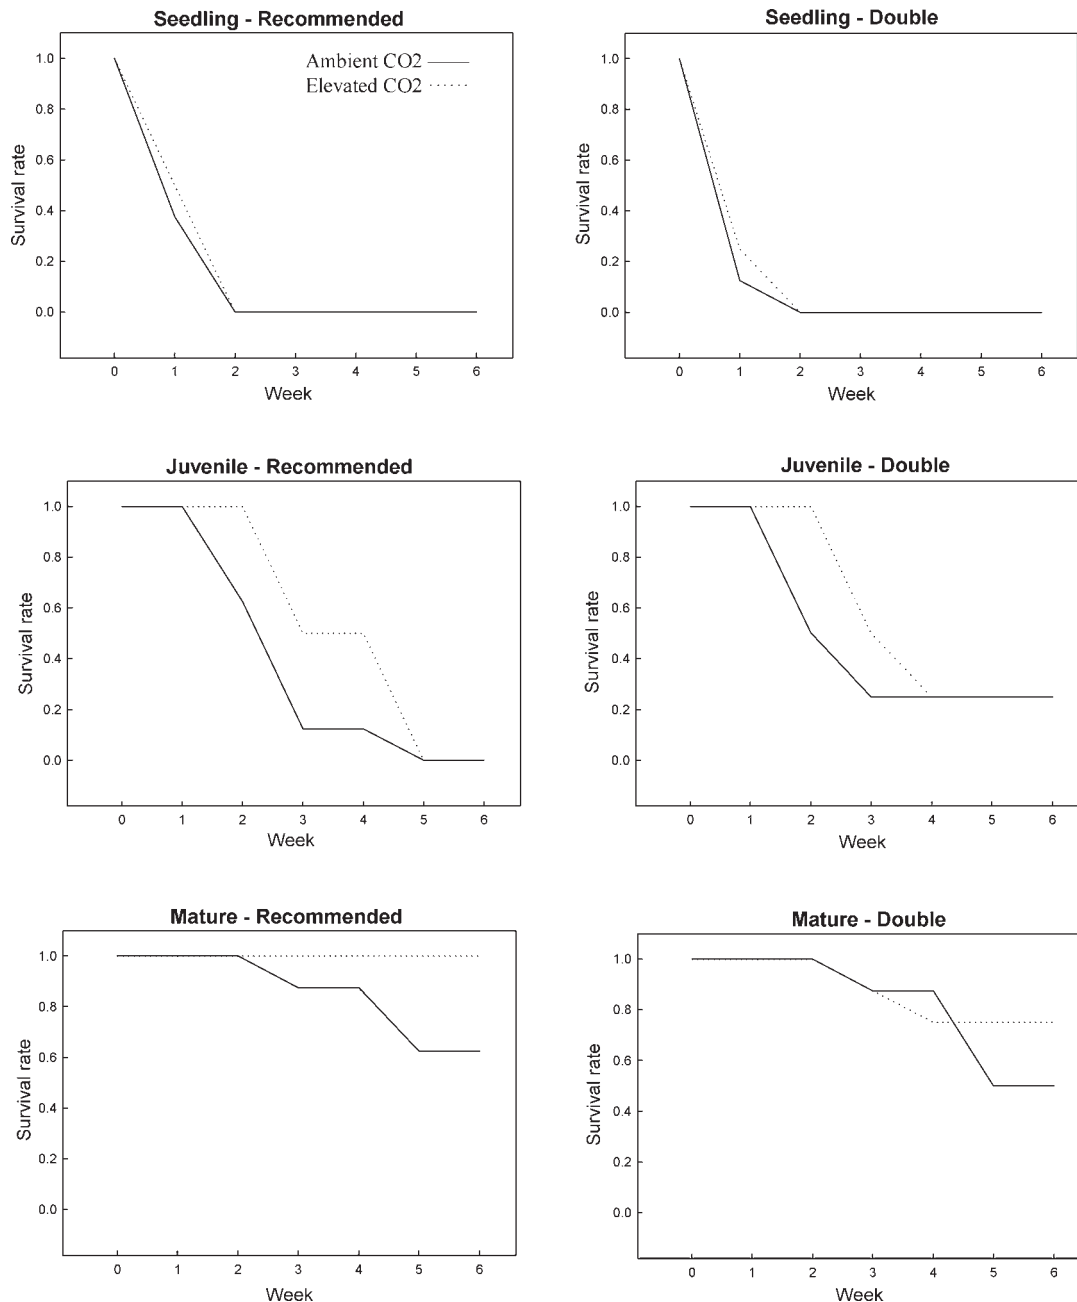 Seedling - Recommended
Survival rate
1.0
0.8
0.6
0.4
0.2
0.0
Ambient CO2
Elevated CO2
0 1 2 3 4 5 6
Week
Seedling - Double
Survival rate
1.0
0.8
0.6
0.4
0.2
0.0
0 1 2 3 4 5 6
Week
Juvenile - Recommended
Survival rate
1.0
0.8
0.6
0.4
0.2
0.0
0 1 2 3 4 5 6
Week
Juvenile - Double
Survival rate
1.0
0.8
0.6
0.4
0.2
0.0
0 1 2 3 4 5 6
Week
Mature - Recommended
Survival rate
1.0
0.8
0.6
0.4
0.2
0.0
0 1 2 3 4 5 6
Week
Mature - Double
Survival rate
1.0
0.8
0.6
0.4
0.2
0.0
0 1 2 3 4 5 6
Week